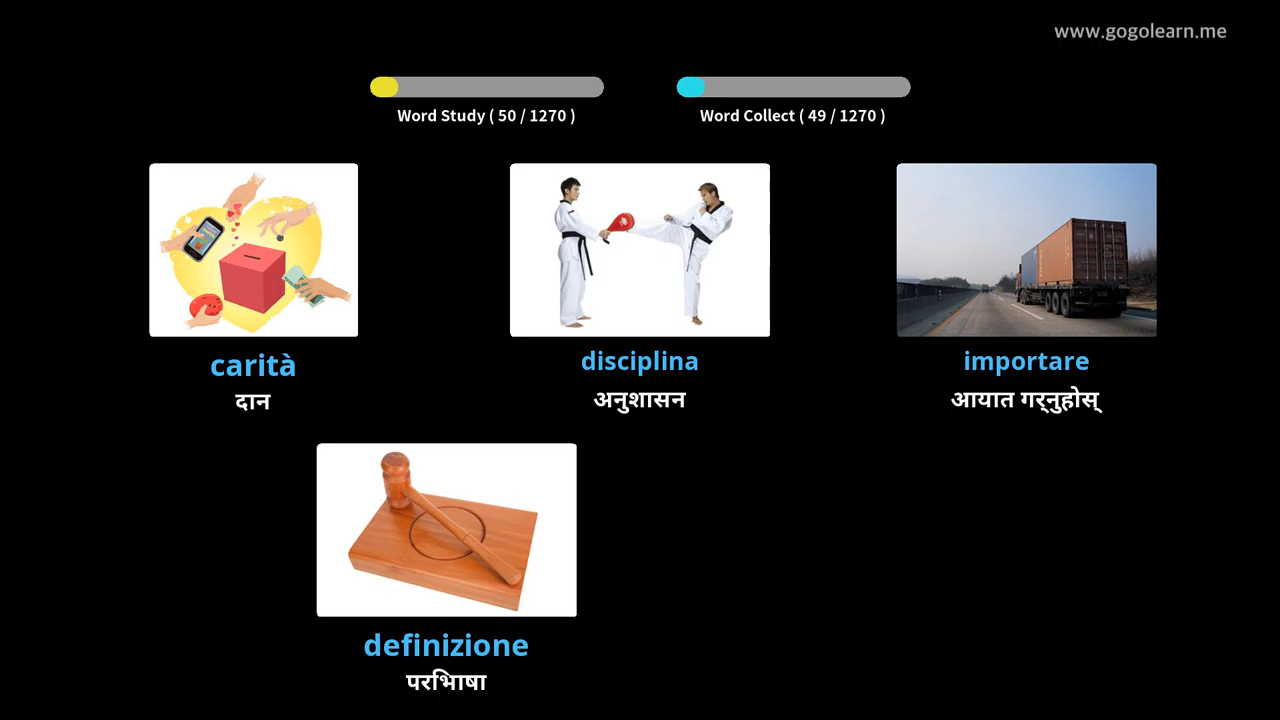 www.gogolearn.me
Word Study ( 50 / 1270 )
Word Collect ( 49 / 1270 )
carità
disciplina
importare
दान
अनुशासन
आयात गर्नुहोस्
definizione
परिभाषा